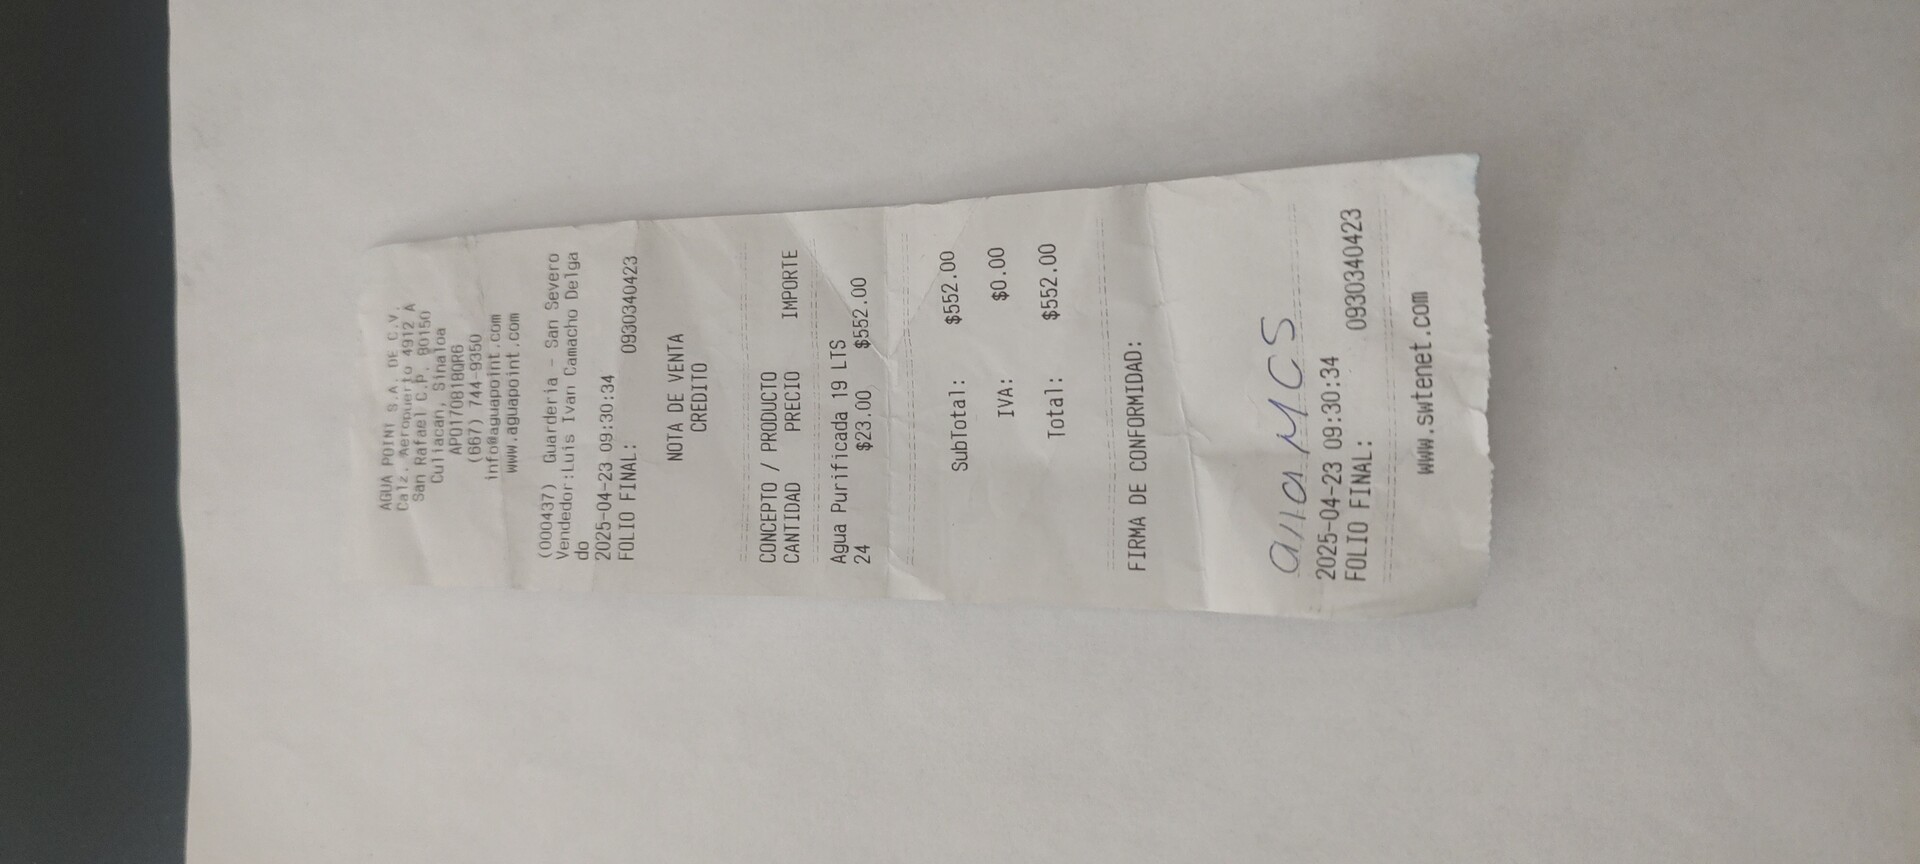 AGUA POINT S.A. DE C.V.
Calz. Aeropuerto 4912 A
San Rafael C.P. 80150
Culiacan, Sinaloa
APO170818QR6
(667) 744-9350
info@aguapoint.com
www.aguapoint.com
(000437) Guarderia - San Severo
Vendedor:Luis Ivan Camacho Delga
do
2025-04-23 09:30:34
FOLIO FINAL: 0930340423
NOTA DE VENTA
CREDITO
CONCEPTO / PRODUCTO
CANTIDAD PRECIO IMPORTE
Agua Purificada 19 LTS
24 $23.00 $552.00
SubTotal: $552.00
IVA: $0.00
Total: $552.00
FIRMA DE CONFORMIDAD:
MCS
2025-04-23 09:30:34
FOLIO FINAL: 0930340423
www.swtenet.com